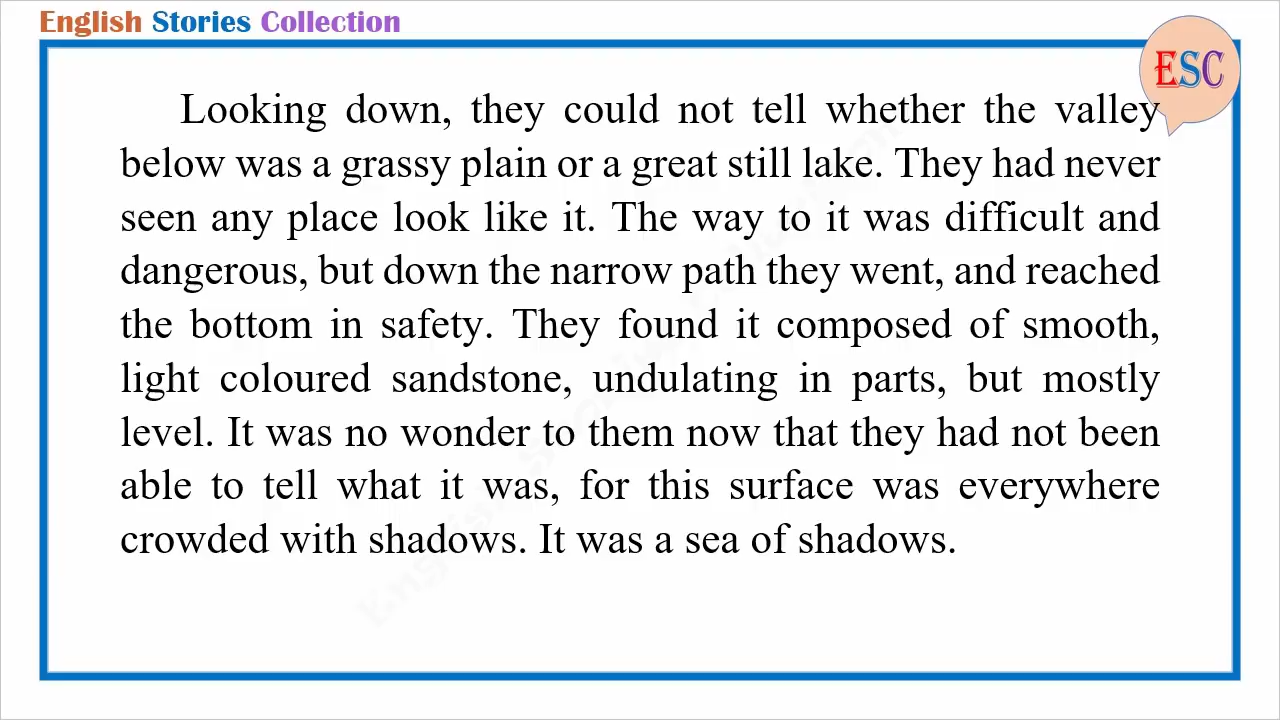 English Stories Collection
ESC
Looking down, they could not tell whether the valley
below was a grassy plain or a great still lake. They had never
seen any place look like it. The way to it was difficult and
dangerous, but down the narrow path they went, and reached
the bottom in safety. They found it composed of smooth,
light coloured sandstone, undulating in parts, but mostly
level. It was no wonder to them now that they had not been
able to tell what it was, for this surface was everywhere
crowded with shadows. It was a sea of shadows.